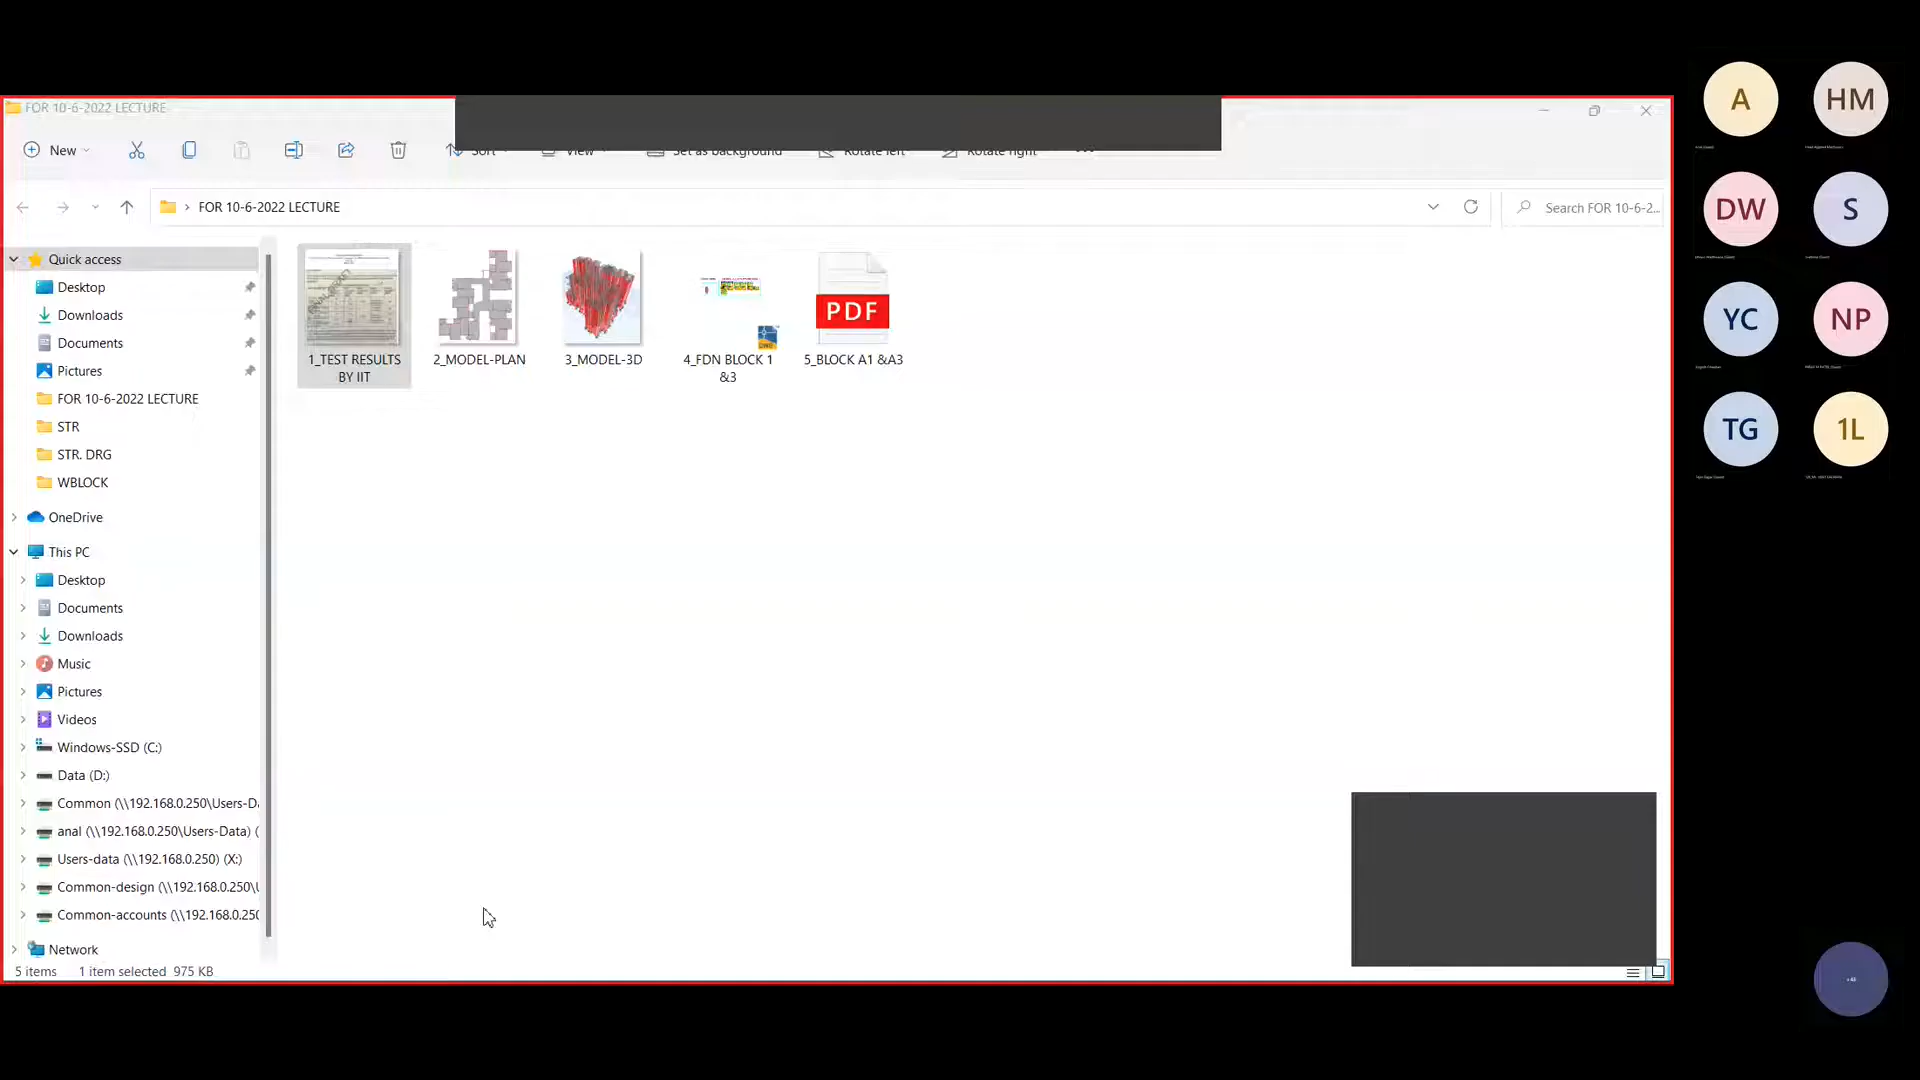 FOR 10-6-2022 LECTURE
New
Sort
View
Set as background
Rotate left
Rotate right
FOR 10-6-2022 LECTURE
Search FOR 10-6-2...
Quick access
Desktop
Downloads
Documents
Pictures
FOR 10-6-2022 LECTURE
STR
STR. DRG
WBLOCK
OneDrive
This PC
Desktop
Documents
Downloads
Music
Pictures
Videos
Windows-SSD (C:)
Data (D:)
Common (\\192.168.0.250\Users-Da
anal (\\192.168.0.250\Users-Data) (
Users-data (\\192.168.0.250) (X:)
Common-design (\\192.168.0.250\U
Common-accounts (\\192.168.0.250
Network
5 items 1 item selected 975 KB
1_TEST RESULTS
BY IIT
2_MODEL-PLAN
3_MODEL-3D
DWG
4_FDN BLOCK 1
&3
PDF
5_BLOCK A1 &A3
A
HM
DW
S
YC
NP
TG
1L